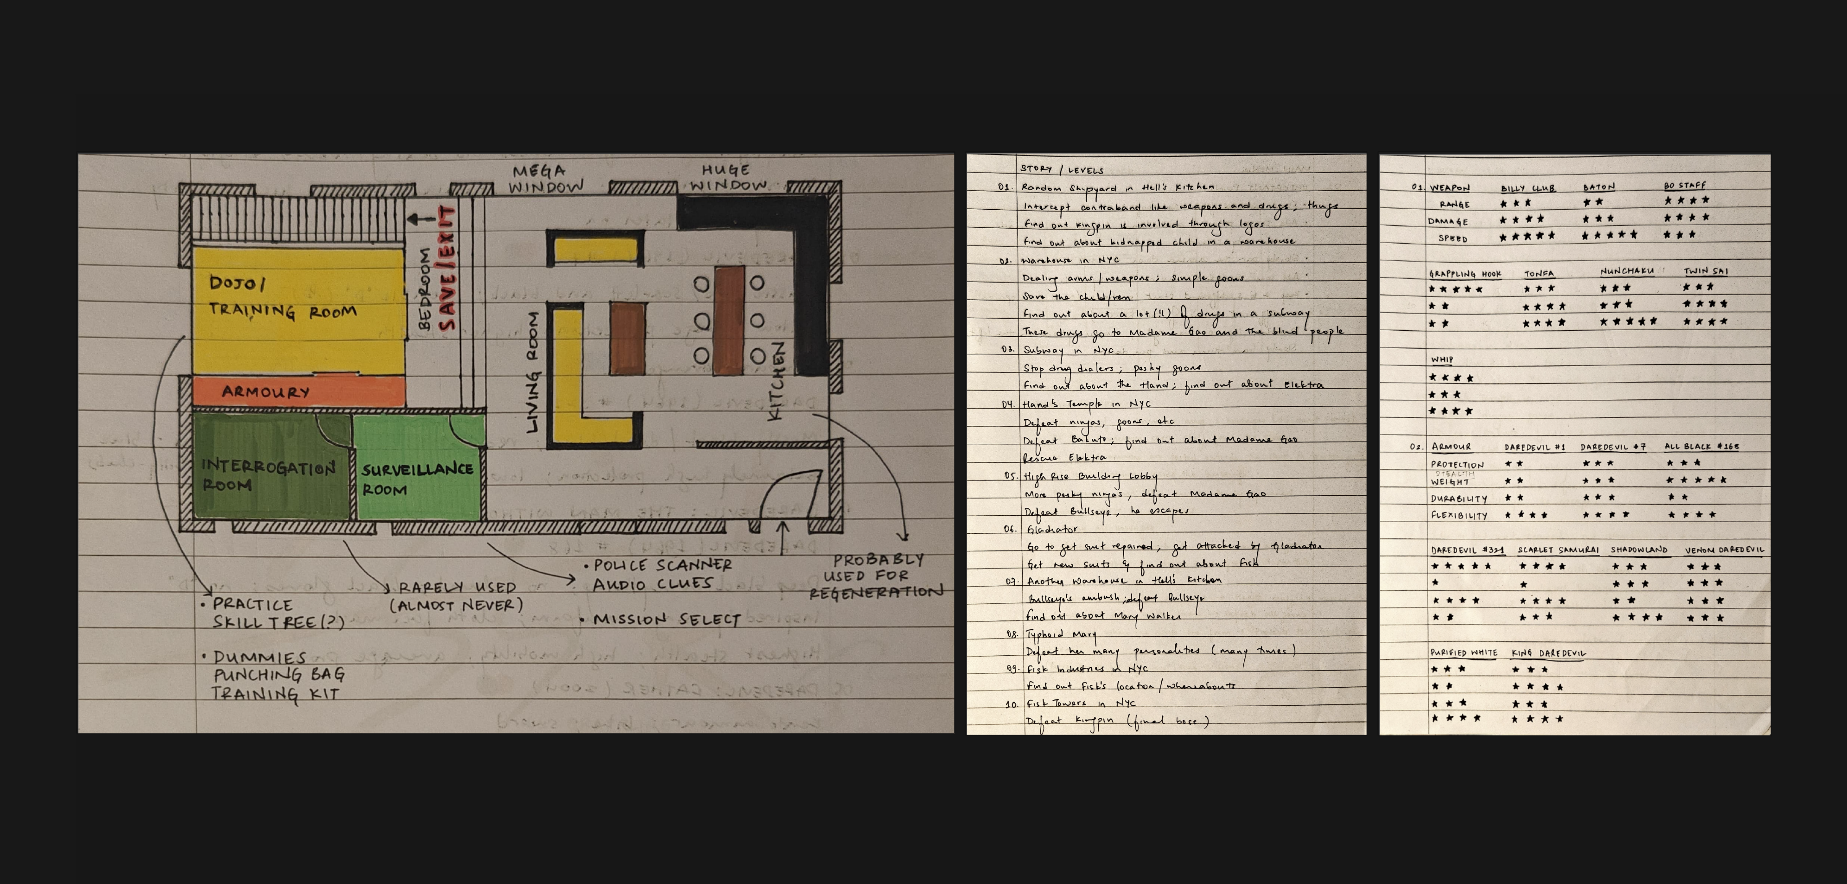 MEGA
WINDOW
HUGE
WINDOW
DOJO/
TRAINING ROOM
BEDROOM
SAVE/EXIT
ARMOURY
INTERROGATION
ROOM
SURVEILLANCE
ROOM
LIVING ROOM
KITCHEN
• PRACTICE
SKILL TREE(?)
• DUMMIES
PUNCHING BAG
TRAINING KIT
RARELY USED
(ALMOST NEVER)
• POLICE SCANNER
AUDIO CLUES
• MISSION SELECT
PROBABLY
USED FOR
REGENERATION
STORY / LEVELS
01. Random Shipyard in Hell's Kitchen
Intercept contraband like weapons and drugs; thugs
Find out Kingpin is involved through logos
Find out about kidnapped child in a warehouse
02. Warehouse in NYC
Dealing arms/weapons; simple goons
Save the child/ren
Find out about a lot(!!) of drugs in a subway
These drugs go to Madame Gao and the blind people
03. Subway in NYC
Stop drug dealers; pesky goons
Find out about the Hand; find out about Elektra
04. Hand's Temple in NYC
Defeat ninjas, goons, etc
Defeat Bakuto; find out about Madame Gao
Rescue Elektra
05. High Rise Building Lobby
More pesky ninjas, defeat Madame Gao
Defeat Bullseye, he escapes
06. Gladiator
Go to get suit repaired, get attacked by Gladiator
Get new suits & find out about Fisk
07. Another Warehouse in Hell's Kitchen
Bullseye's ambush; defeat Bullseye
find out about Mary Walker
08. Typhoid Mary
Defeat her many personalities (many times)
09. Fisk Industries in NYC
Find out Fisk's location/whereabouts
10. Fisk Towers in NYC
Defeat Kingpin (final boss)
01. WEAPON BILLY CLUB BATON BO STAFF
RANGE ★★★ ★★ ★★★★
DAMAGE ★★★★ ★★★ ★★★★
SPEED ★★★★★ ★★★★★ ★★★
GRAPPLING HOOK TONFA NUNCHAKU TWIN SAI
★★★★★ ★★★ ★★★ ★★★
★★ ★★★★ ★★★ ★★★★
★★ ★★★★ ★★★★★ ★★★★
WHIP
★★★★
★★★
★★★★
02. ARMOUR DAREDEVIL #1 DAREDEVIL #7 ALL BLACK #168
PROTECTION ★★ ★★★ ★★★
WEIGHT ★★ ★★★ ★★★★★
DURABILITY ★★ ★★★ ★★
FLEXIBILITY ★★★★ ★★★★ ★★★★
DAREDEVIL #321 SCARLET SAMURAI SHADOWLAND VENOM DAREDEVIL
★★★★★ ★★★★ ★★★ ★★★
★ ★ ★★★ ★★★
★★★★ ★★★★ ★★ ★★★
★★ ★★★ ★★★★ ★★★
PURIFIED WHITE KING DAREDEVIL
★★★ ★★★
★★ ★★★★
★★★ ★★★
★★★★ ★★★★